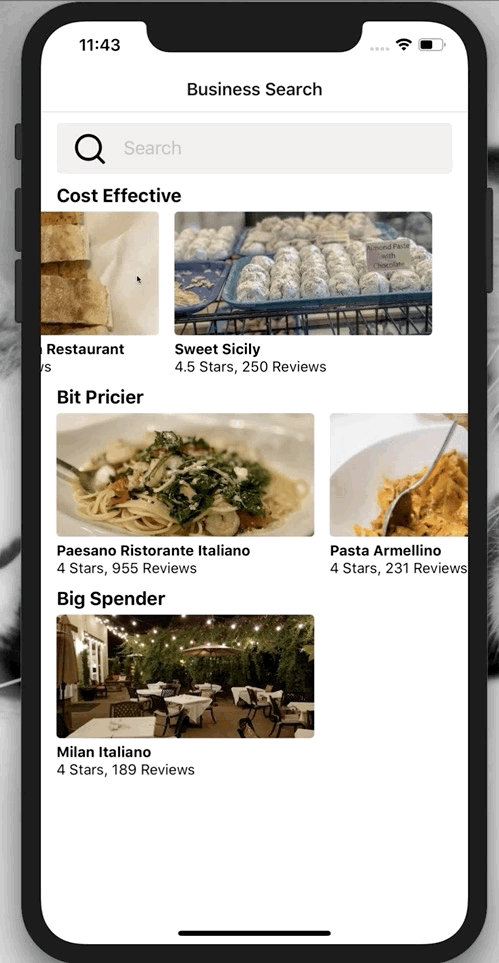 11:43
Business Search
Search
Cost Effective
Almond Paste
with
Chocolate
Restaurant
Sweet Sicily
4.5 Stars, 250 Reviews
Bit Pricier
Paesano Ristorante Italiano
4 Stars, 955 Reviews
Pasta Armellino
4 Stars, 231 Reviews
Big Spender
Milan Italiano
4 Stars, 189 Reviews